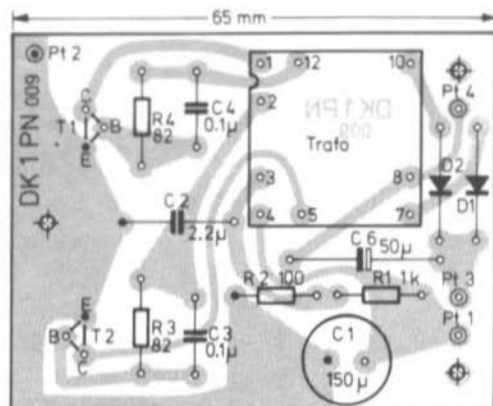 65 mm
Pt 2
DK 1 PN 009
C
T1
B
E
R4
82
C4
0.1µ
1
12
10
2
DK 1 PN
009
Trafo
3
8
4
5
7
Pt 4
D2
D1
C 2
2.2µ
C 6
50µ
R 2 100
R1 1k
Pt 3
Pt 1
E
B
T2
C
R3
82
C3
0.1µ
C 1
150µ